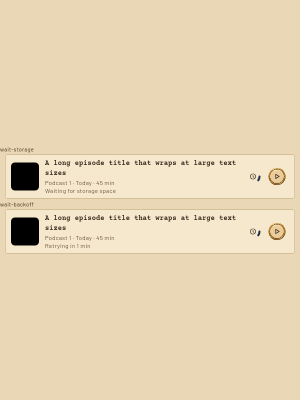 wait-storage
A long episode title that wraps at large text
sizes
Podcast 1 · Today · 45 min
Waiting for storage space
wait-backoff
A long episode title that wraps at large text
sizes
Podcast 1 · Today · 45 min
Retrying in 1 min